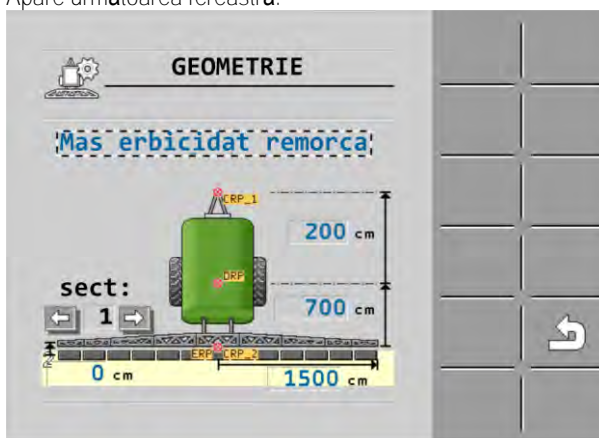 Apare următoarea fereastră:
GEOMETRIE
Mas erbicidat remorca
CRP_1
200 cm
DRP
sect:
700 cm
1
ERP CRP_2
0 cm
1500 cm